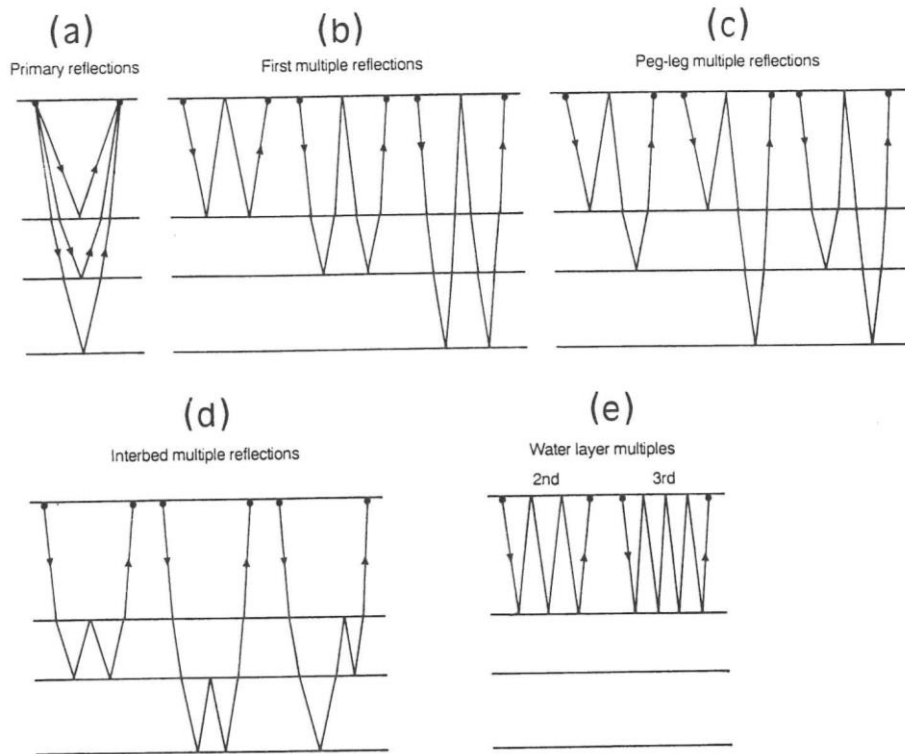 (a)
Primary reflections
(b)
First multiple reflections
(c)
Peg-leg multiple reflections
(d)
Interbed multiple reflections
(e)
Water layer multiples
2nd 3rd